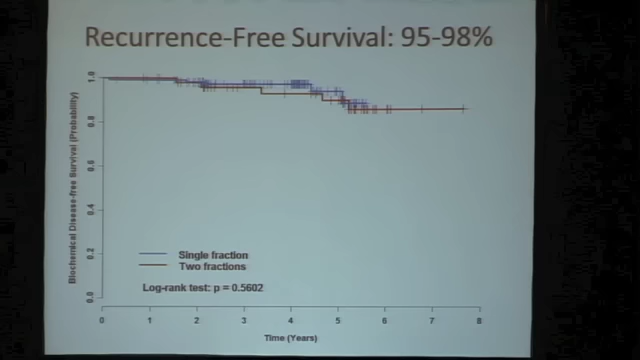 Recurrence-Free Survival: 95-98%
Biochemical Disease-free Survival (Probability)
1.0
0.8
0.6
0.4
0.2
0.0
Single fraction
Two fractions
Log-rank test: p = 0.5602
0 1 2 3 4 5 6 7 8
Time (Years)